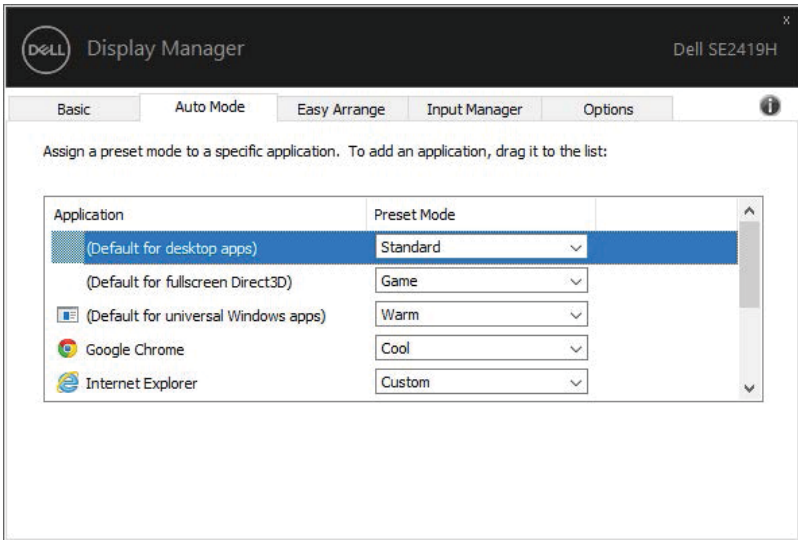 x
DELL Display Manager Dell SE2419H
Basic Auto Mode Easy Arrange Input Manager Options i
Assign a preset mode to a specific application. To add an application, drag it to the list:
Application Preset Mode
(Default for desktop apps) Standard
(Default for fullscreen Direct3D) Game
(Default for universal Windows apps) Warm
Google Chrome Cool
Internet Explorer Custom